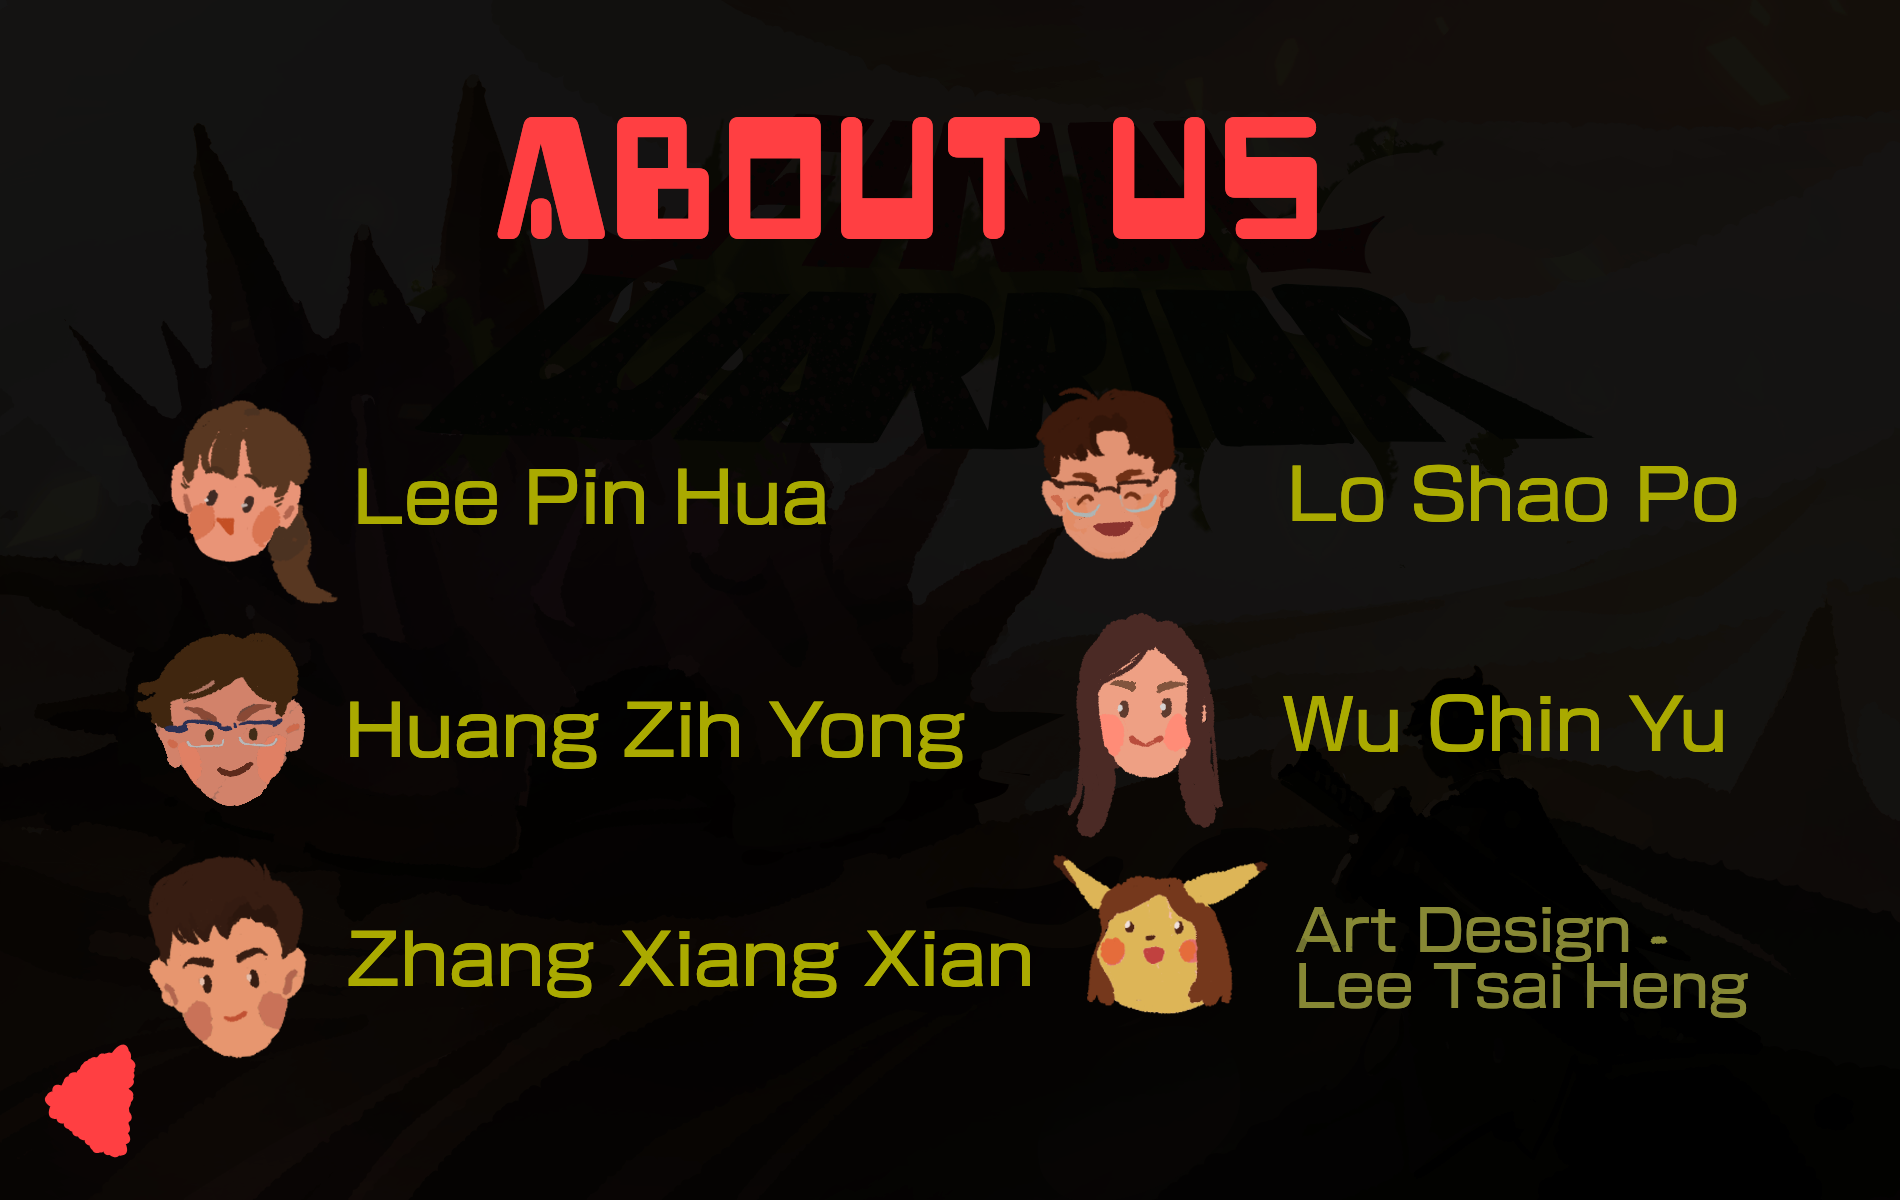 ABOUT US
Lee Pin Hua
Lo Shao Po
Huang Zih Yong
Wu Chin Yu
Zhang Xiang Xian
Art Design -
Lee Tsai Heng
WARRIOR